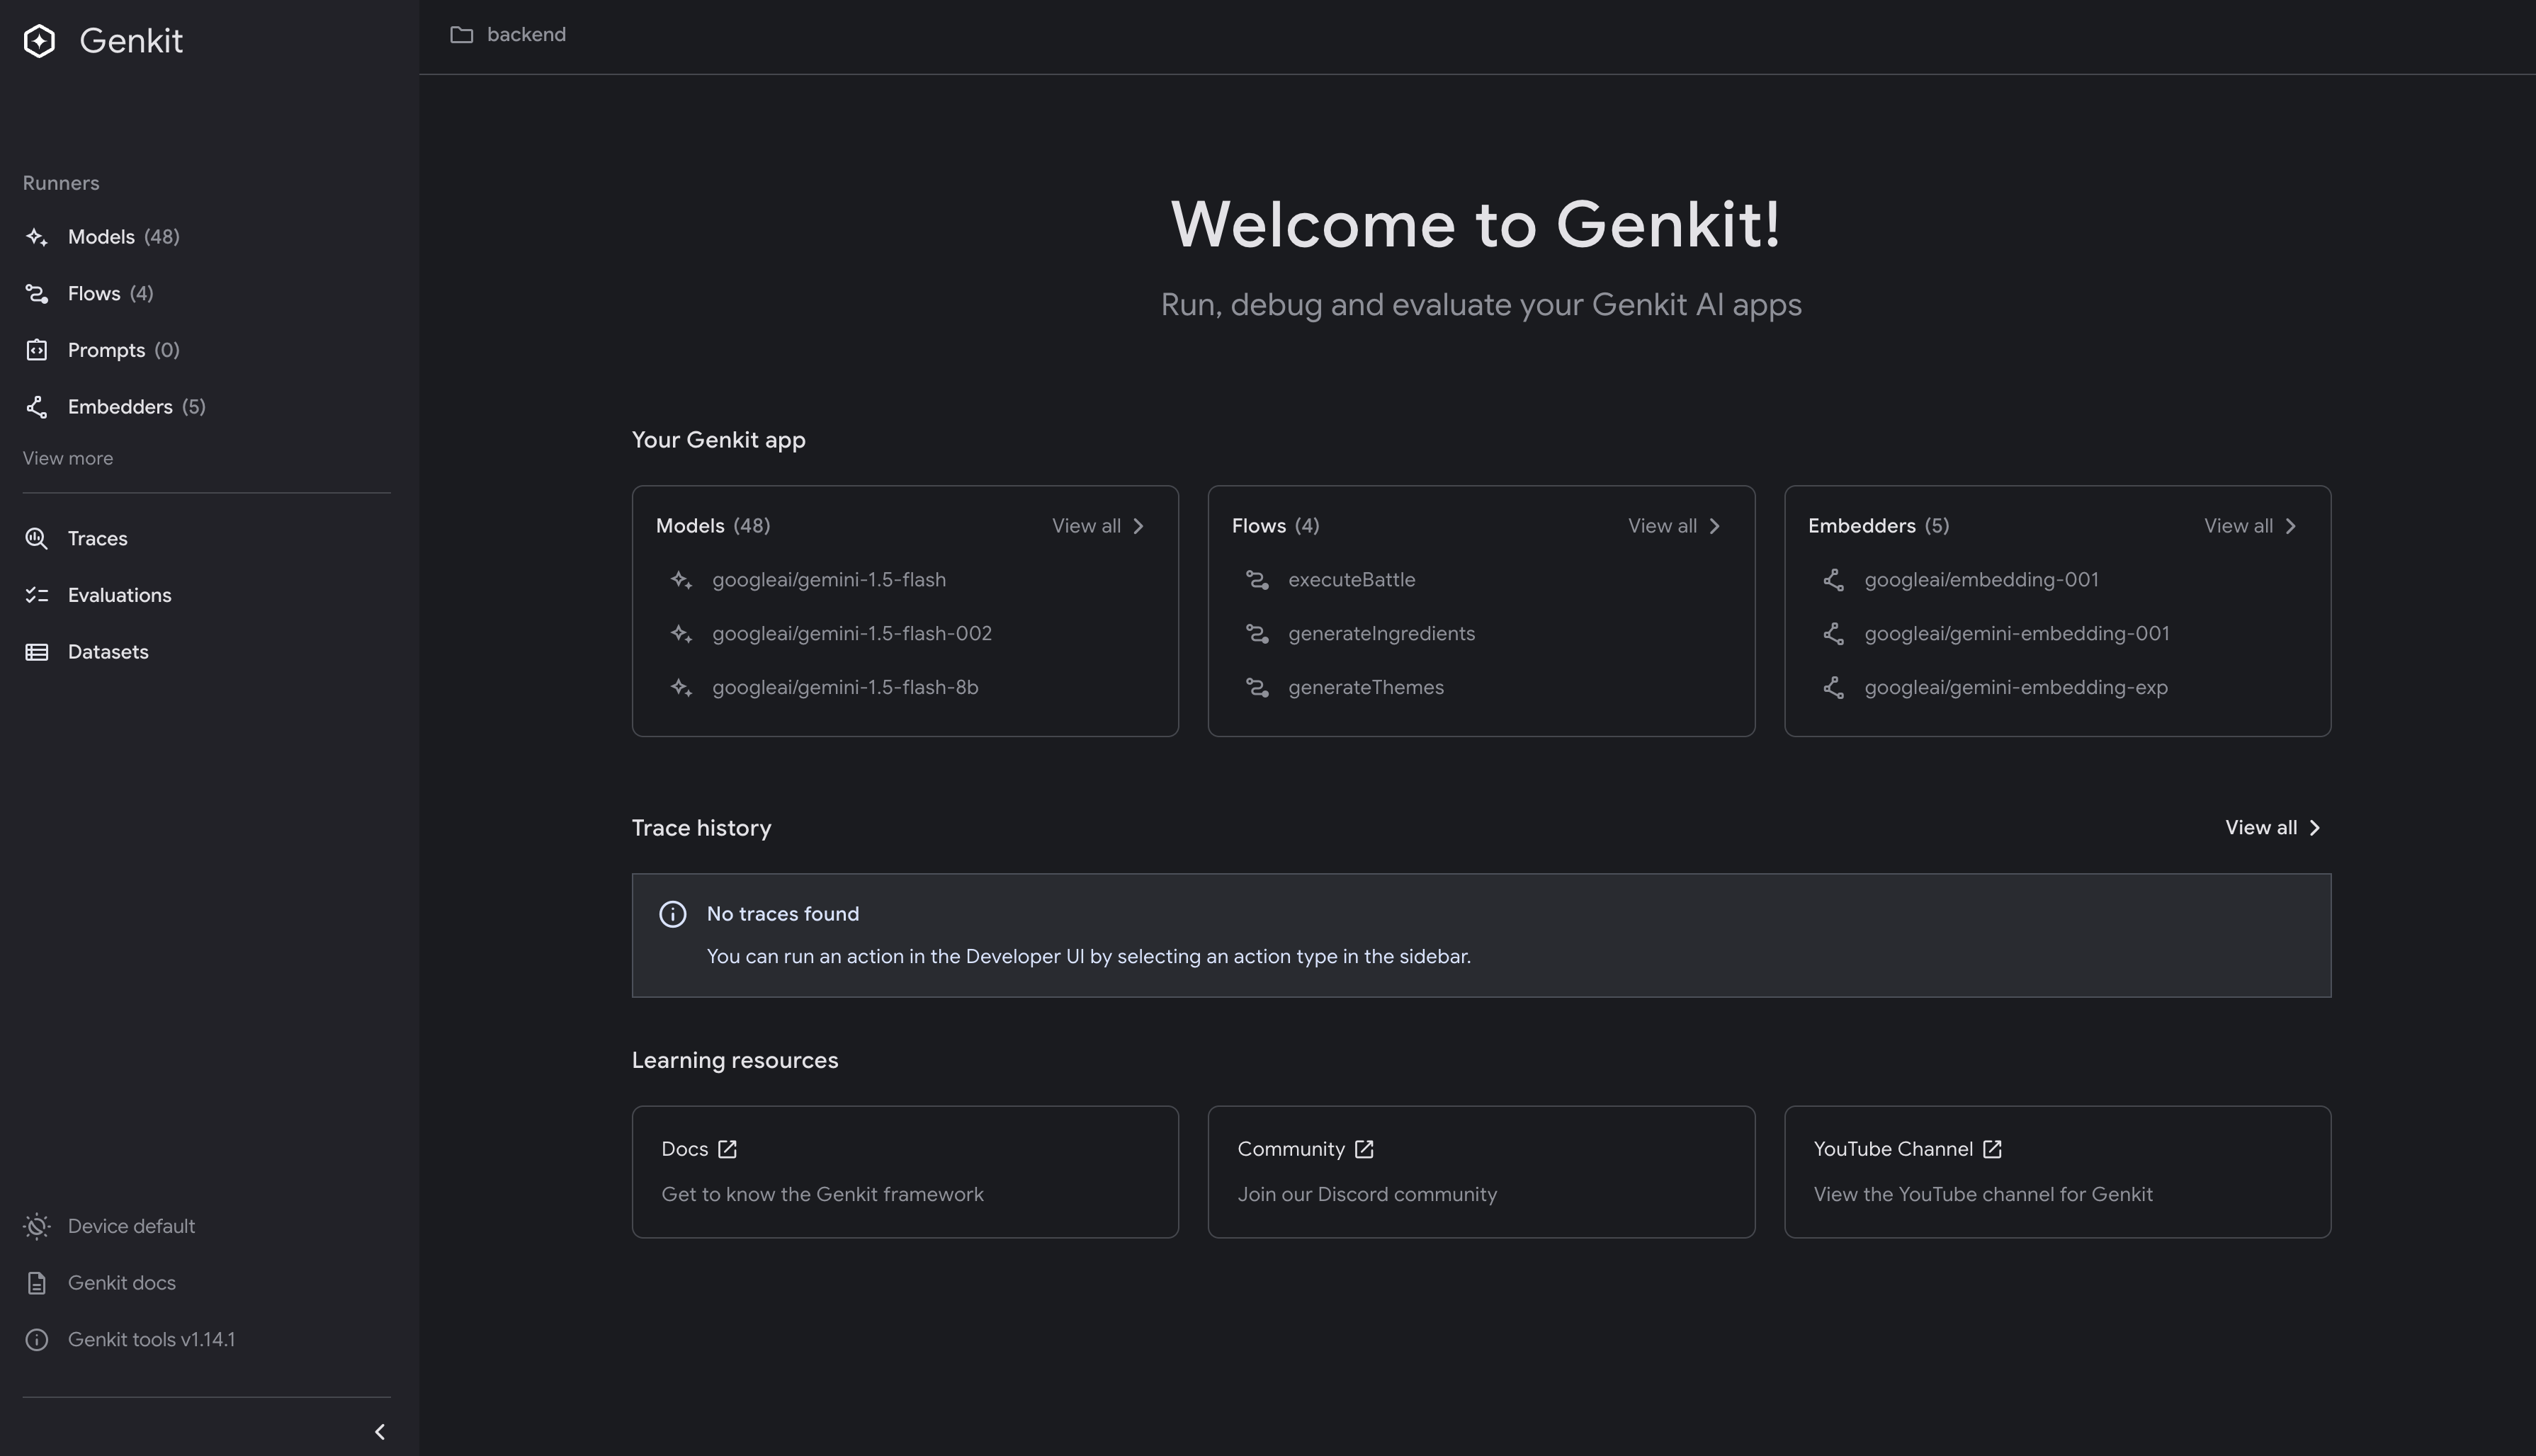 Genkit
Runners
Models (48)
Flows (4)
Prompts (0)
Embedders (5)
View more
Traces
Evaluations
Datasets
Device default
Genkit docs
Genkit tools v1.14.1
backend
Welcome to Genkit!
Run, debug and evaluate your Genkit AI apps
Your Genkit app
Models (48) View all
googleai/gemini-1.5-flash
googleai/gemini-1.5-flash-002
googleai/gemini-1.5-flash-8b
Flows (4) View all
executeBattle
generateIngredients
generateThemes
Embedders (5) View all
googleai/embedding-001
googleai/gemini-embedding-001
googleai/gemini-embedding-exp
Trace history View all
No traces found
You can run an action in the Developer UI by selecting an action type in the sidebar.
Learning resources
Docs
Get to know the Genkit framework
Community
Join our Discord community
YouTube Channel
View the YouTube channel for Genkit